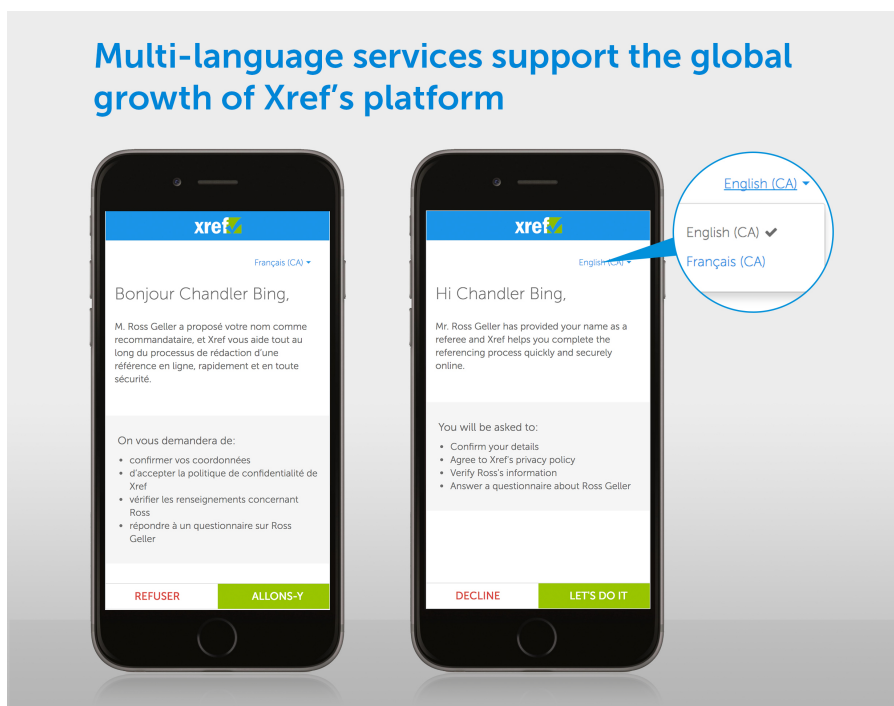 Multi-language services support the global
growth of Xref's platform
xref
Français (CA)
Bonjour Chandler Bing,
M. Ross Geller a proposé votre nom comme
recommandataire, et Xref vous aide tout au
long du processus de rédaction d'une
référence en ligne, rapidement et en toute
sécurité.
On vous demandera de:
• confirmer vos coordonnées
• d'accepter la politique de confidentialité de
Xref
• vérifier les renseignements concernant
Ross
• répondre à un questionnaire sur Ross
Geller
REFUSER
ALLONS-Y
xref
English (CA)
Hi Chandler Bing,
Mr. Ross Geller has provided your name as a
referee and Xref helps you complete the
referencing process quickly and securely
online.
You will be asked to:
• Confirm your details
• Agree to Xref's privacy policy
• Verify Ross's information
• Answer a questionnaire about Ross Geller
DECLINE
LET'S DO IT
English (CA)
English (CA) ✔
Français (CA)